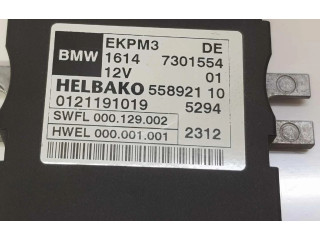 BMW EKPM3 DE
1614 7301554
12V 01
HELBAKO 558921 10
0121191019 5294
SWFL 000.129.002
HWEL 000.001.001 2312